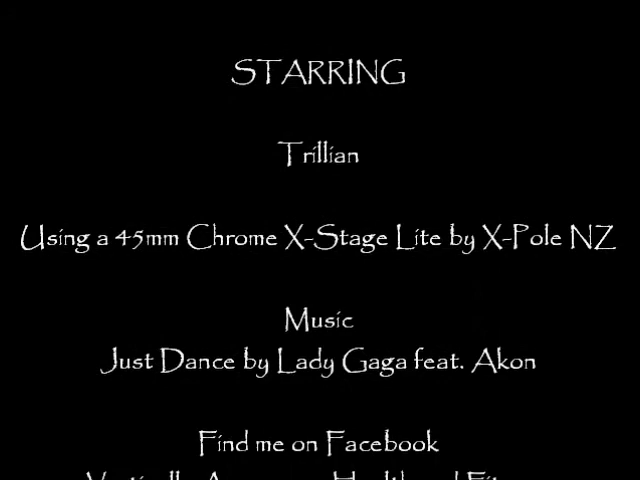 STARRING
Trillian
Using a 45mm Chrome X-Stage Lite by X-Pole NZ
Music
Just Dance by Lady Gaga feat. Akon
Find me on Facebook